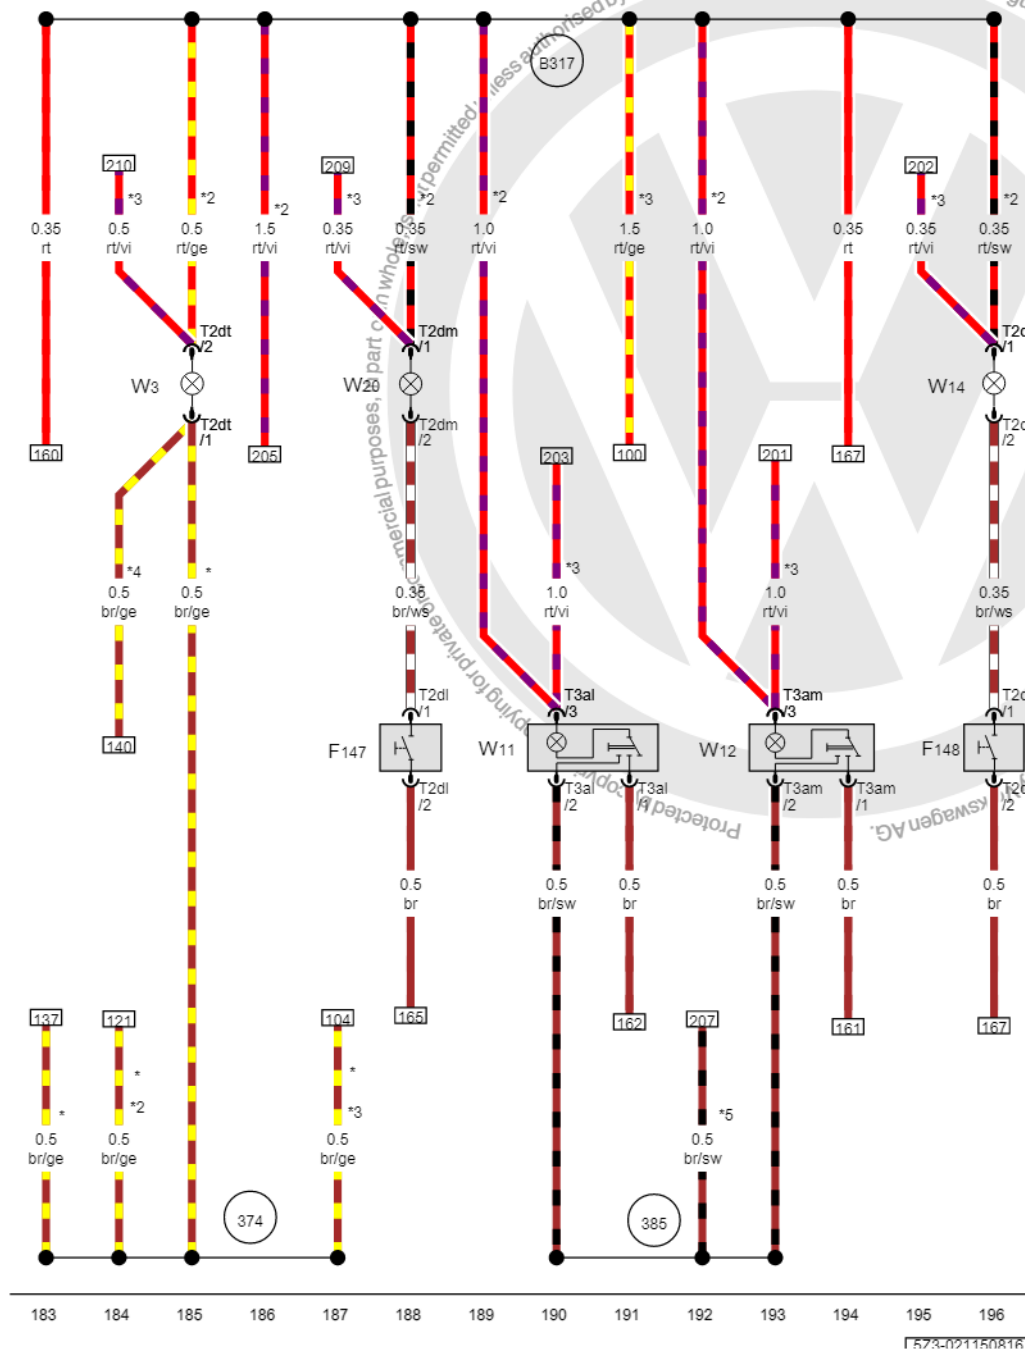 B317
210 209 202
*3 *2 *2 *3 *2 *3 *2 *3 *2
0.35 0.5 0.5 1.5 0.35 0.35 1.0 1.5 1.0 0.35 0.35 0.35
rt rt/vi rt/ge rt/vi rt/vi rt/sw rt/vi rt/ge rt/vi rt rt/vi rt/sw
T2dt T2dm
/2 /1 /1
W3 W20 W14
T2dt T2dm
/1 /2 /2
160 205 203 100 201 167
*4 * *3 *3
0.5 0.5 0.35 1.0 1.0 0.35
br/ge br/ge br/ws rt/vi rt/vi br/ws
T2dl T3al T3am
/1 /3 /3 /1
140 F147 W11 W12 F148
T2dl T3al T3al T3am T3am
/2 /2 /1 /2 /1 /2
0.5 0.5 0.5 0.5 0.5 0.5
br br/sw br br/sw br br
137 121 104 165 162 207 161 167
* *
* *2 *3 *5
0.5 0.5 0.5 0.5
br/ge br/ge br/ge br/sw
374 385
183 184 185 186 187 188 189 190 191 192 193 194 195 196
573-021150816